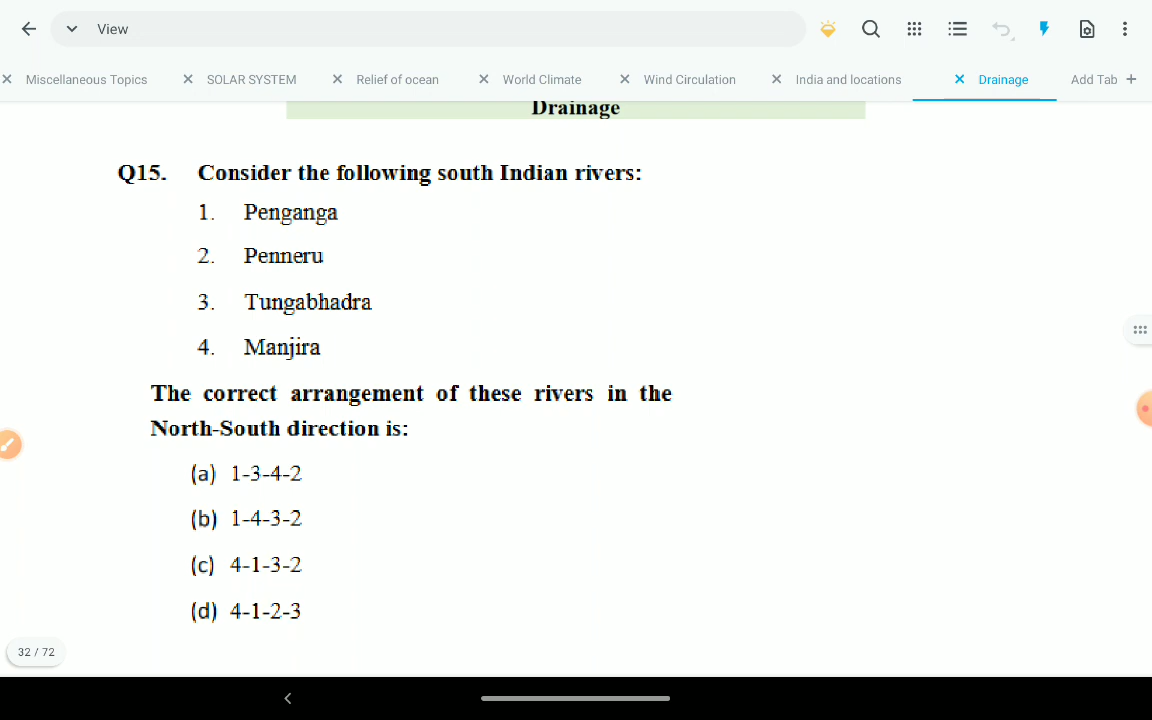 View
Miscellaneous Topics SOLAR SYSTEM Relief of ocean World Climate Wind Circulation India and locations Drainage Add Tab +
Drainage
Q15. Consider the following south Indian rivers:
1. Penganga
2. Penneru
3. Tungabhadra
4. Manjira
The correct arrangement of these rivers in the
North-South direction is:
(a) 1-3-4-2
(b) 1-4-3-2
(c) 4-1-3-2
(d) 4-1-2-3
32 / 72